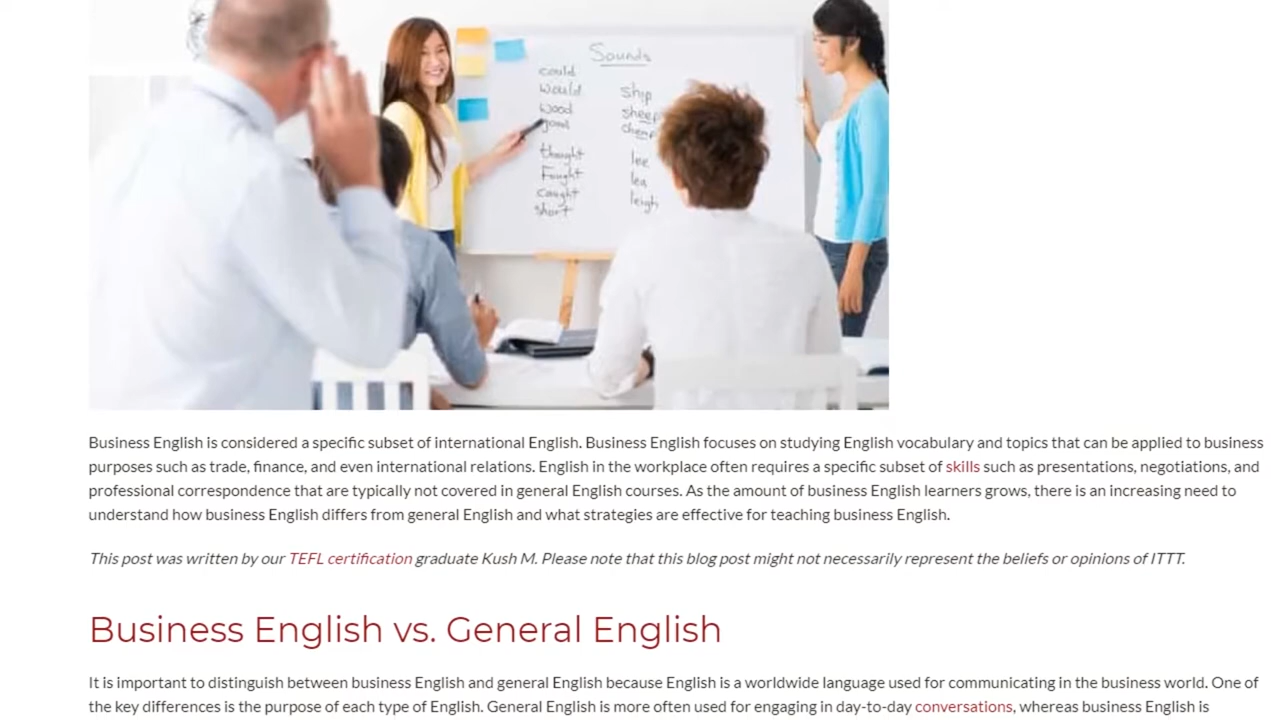 Sounds
could
would
wood
good
thought
Fought
caught
short
ship
sheep
cheap
lee
lea
leigh
Business English is considered a specific subset of international English. Business English focuses on studying English vocabulary and topics that can be applied to business
purposes such as trade, finance, and even international relations. English in the workplace often requires a specific subset of skills such as presentations, negotiations, and
professional correspondence that are typically not covered in general English courses. As the amount of business English learners grows, there is an increasing need to
understand how business English differs from general English and what strategies are effective for teaching business English.
This post was written by our TEFL certification graduate Kush M. Please note that this blog post might not necessarily represent the beliefs or opinions of ITTT.
Business English vs. General English
It is important to distinguish between business English and general English because English is a worldwide language used for communicating in the business world. One of
the key differences is the purpose of each type of English. General English is more often used for engaging in day-to-day conversations, whereas business English is